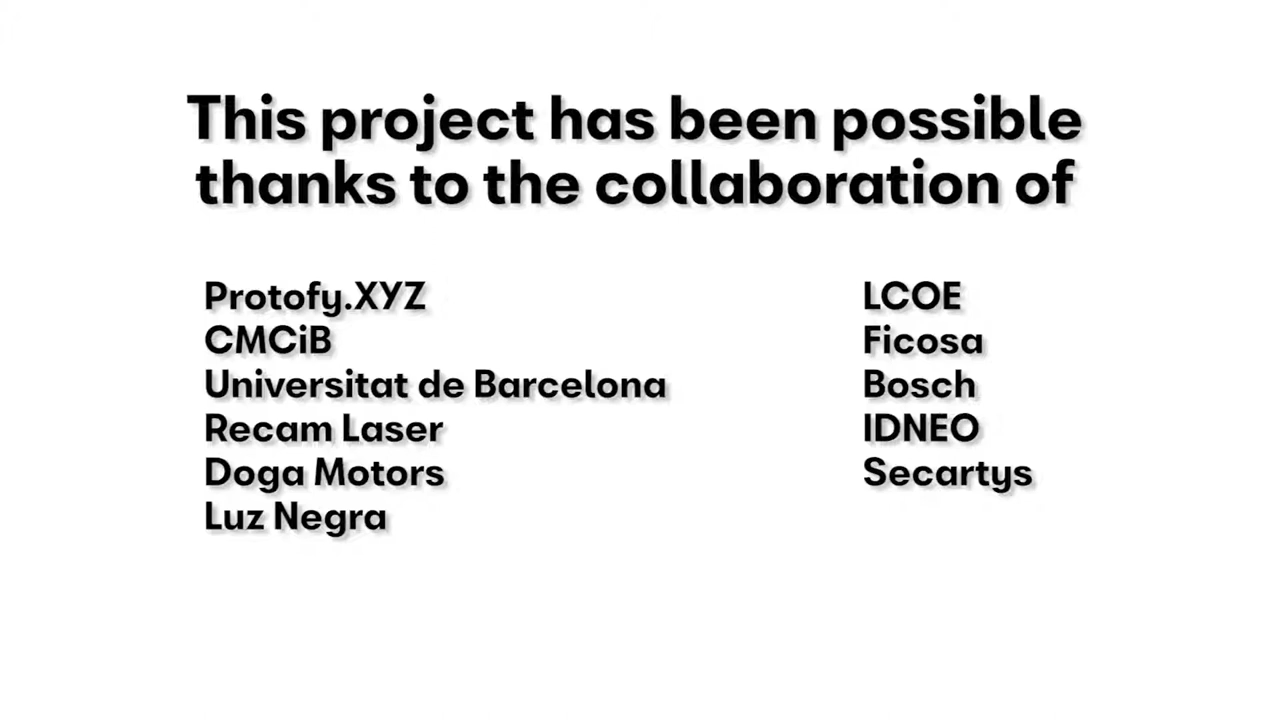 This project has been possible
thanks to the collaboration of
Protofy.XYZ
CMCiB
Universitat de Barcelona
Recam Laser
Doga Motors
Luz Negra
LCOE
Ficosa
Bosch
IDNEO
Secartys